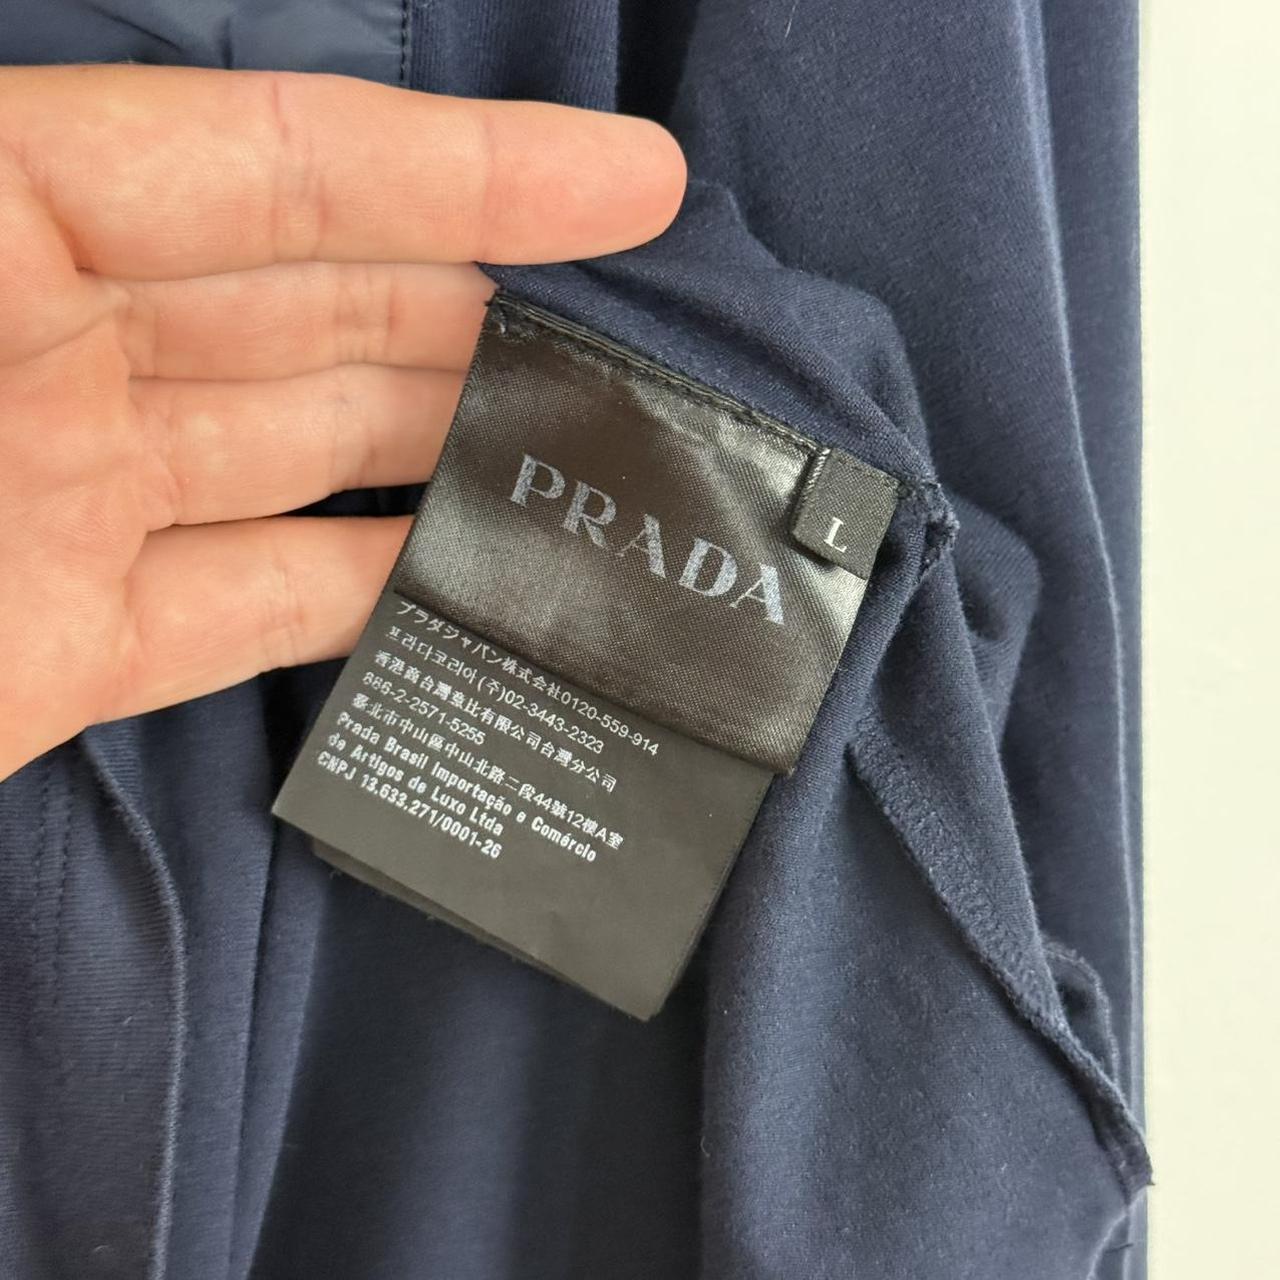 PRADA
L
プラダジャパン株式会社0120-559-914
프라다코리아(주)02-3443-2323
香港商台灣意比有限公司台灣分公司
886-2-2571-5255
臺北市中山區中山北路二段44號12樓A室
Prada Brasil Importação e Comércio
de Artigos de Luxo Ltda
CNPJ 13.633.271/0001-26